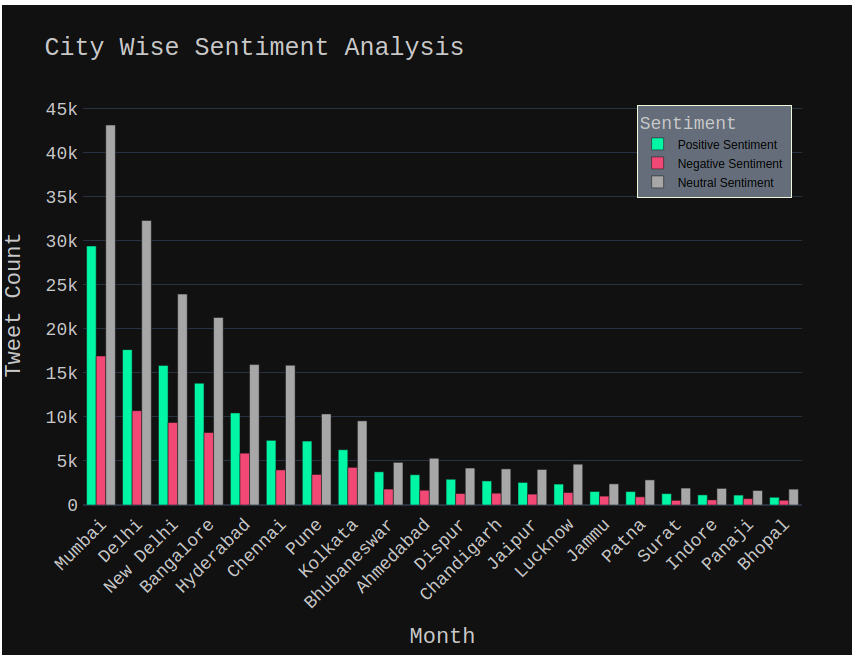 City Wise Sentiment Analysis
Sentiment
Positive Sentiment
Negative Sentiment
Neutral Sentiment
Tweet Count
45k
40k
35k
30k
25k
20k
15k
10k
5k
0
Mumbai
Delhi
New Delhi
Bangalore
Hyderabad
Chennai
Pune
Kolkata
Bhubaneswar
Ahmedabad
Dispur
Chandigarh
Jaipur
Lucknow
Jammu
Patna
Surat
Indore
Panaji
Bhopal
Month